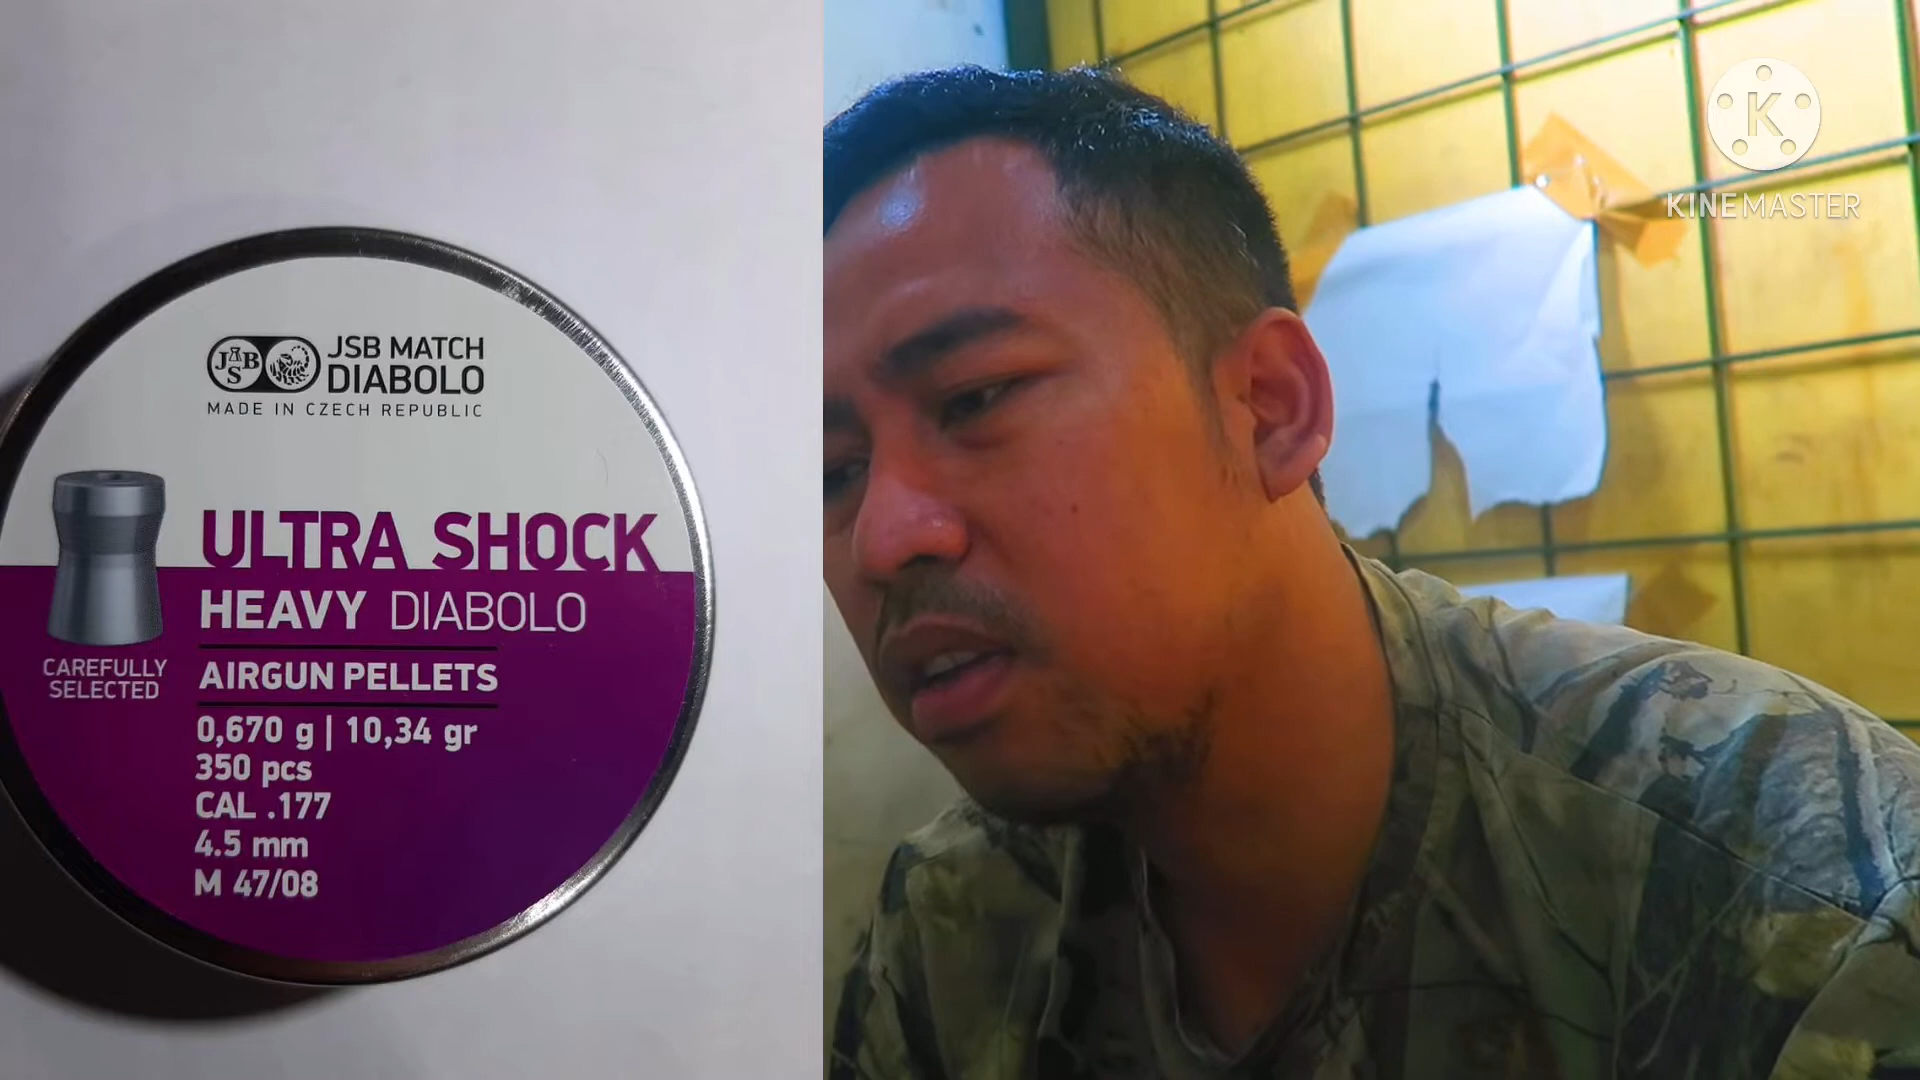 JSB
JSB MATCH
DIABOLO
MADE IN CZECH REPUBLIC
ULTRA SHOCK
HEAVY DIABOLO
AIRGUN PELLETS
CAREFULLY
SELECTED
0,670 g | 10,34 gr
350 pcs
CAL .177
4.5 mm
M 47/08
K
KINEMASTER